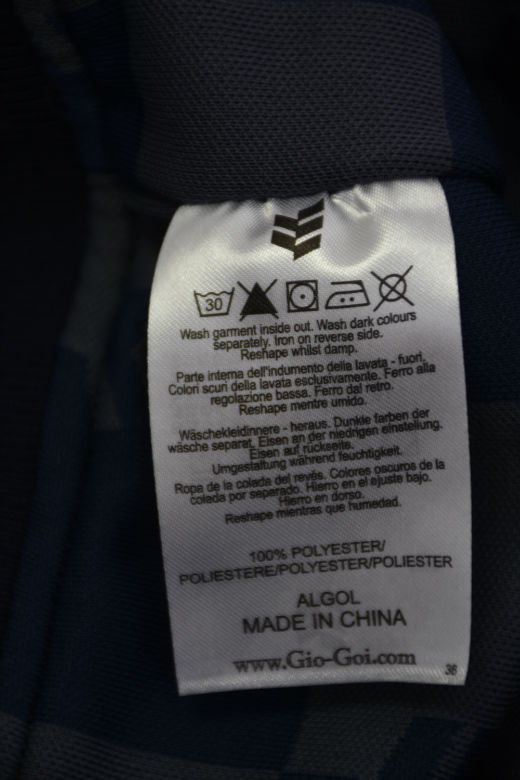 30
Wash garment inside out. Wash dark colours
separately. Iron on reverse side.
Reshape whilst damp.
Parte interna dell'indumento della lavata - fuori.
Colori scuri della lavata esclusivamente. Ferro alla
regolazione bassa. Ferro dal retro.
Reshape mentre umido.
Wäschekleidinnere - heraus. Dunkle farben der
wäsche separat. Eisen an der niedrigen einstellung.
Eisen auf rückseite.
Umgestaltung während feuchtigkeit.
Ropa de la colada del revés. Colores oscuros de la
colada por separado. Hierro en el ajuste bajo.
Hierro en dorso.
Reshape mientras que humedad.
100% POLYESTER/
POLIESTERE/POLYESTER/POLIESTER
ALGOL
MADE IN CHINA
www.Gio-Goi.com
36